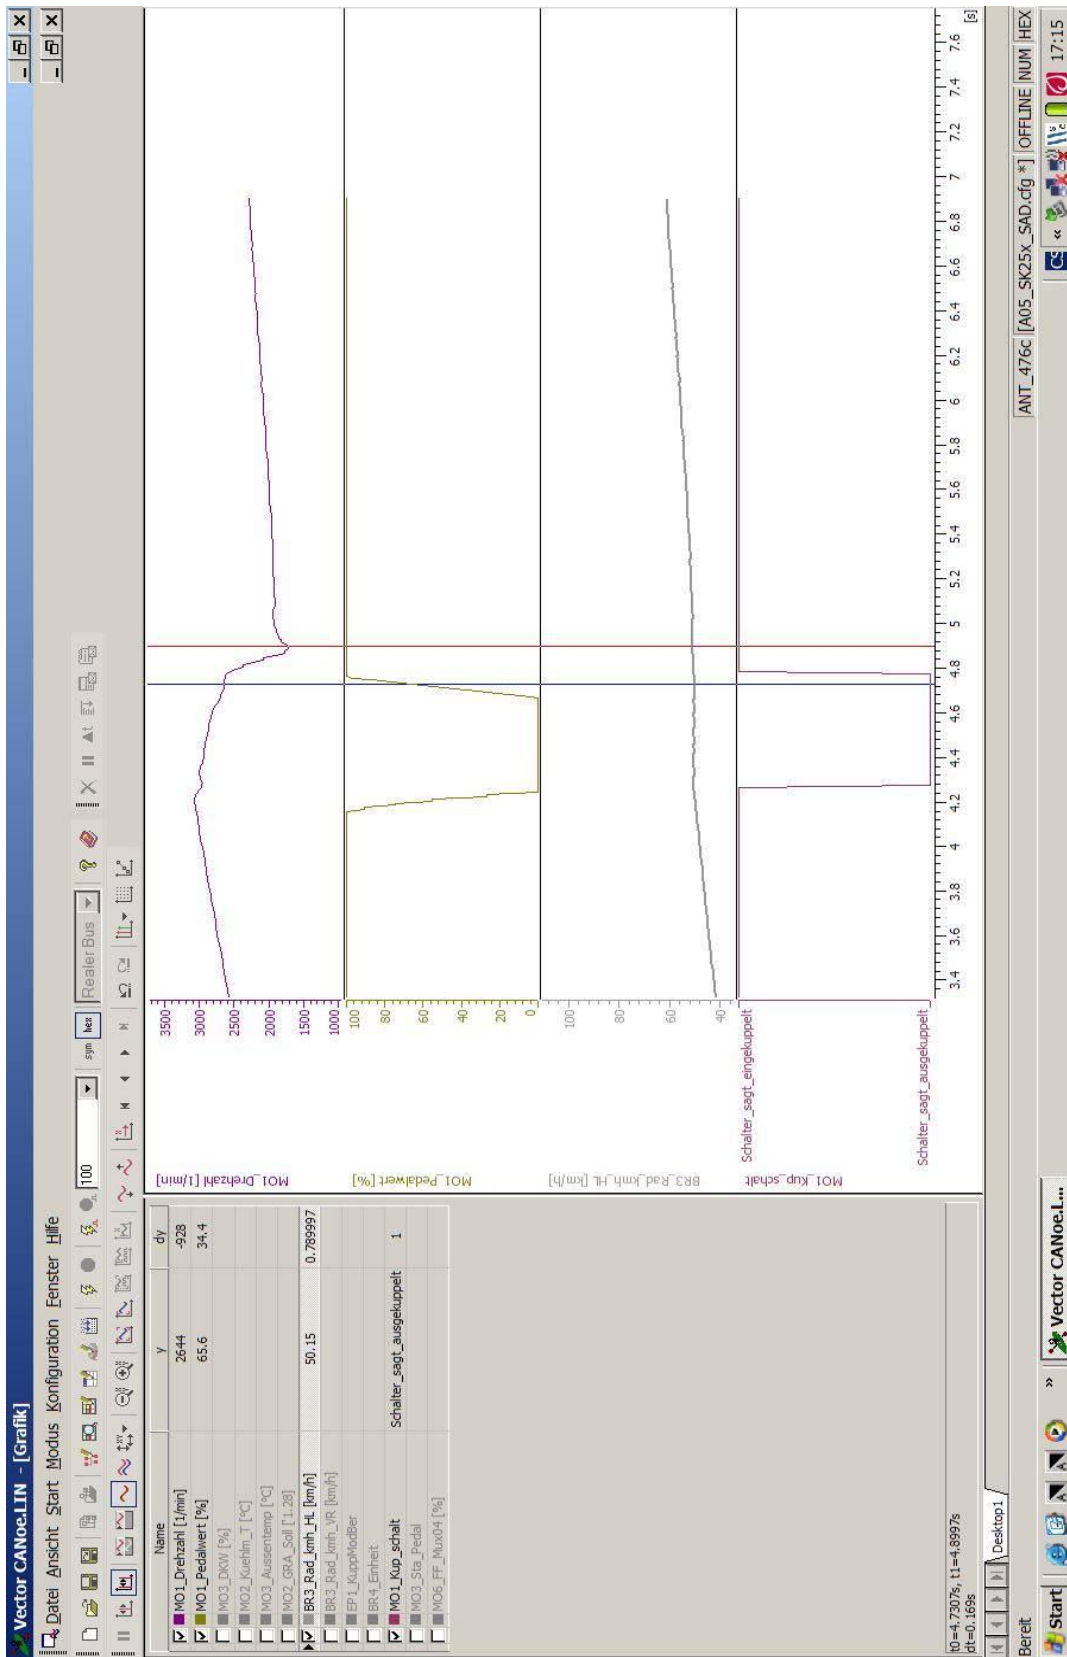 Vector CANoe.LIN - [Grafik]
Datei Ansicht Start Modus Konfiguration Fenster Hilfe
100
sym hex
Realer Bus
Name y dy
MO1_Drehzahl [1/min] 2644 -928
MO1_Pedalwert [%] 65.6 34.4
MO3_DKW [%]
MO2_Kuehlm_T [°C]
MO3_Aussentemp [°C]
MO2_GRA_Soll ['1.28]
BR3_Rad_kmh_HL [km/h] 50.15 0.789997
BR3_Rad_kmh_VR [km/h]
EP1_KuppModBer
BR4_Einheit
MO1_Kup_schalt Schalter_sagt_ausgekuppelt 1
MO3_Sta_Pedal
MO6_FF_Mux04 [%]
t0=4.7307s, t1=4.8997s
dt=0.169s
MO1_Drehzahl [1/min]
3500
3000
2500
2000
1500
1000
MO1_Pedalwert [%]
100
80
60
40
20
0
BR3_Rad_kmh_HL [km/h]
100
80
60
40
MO1_Kup_schalt
Schalter_sagt_eingekuppelt
Schalter_sagt_ausgekuppelt
3.4 3.6 3.8 4 4.2 4.4 4.6 4.8 5 5.2 5.4 5.6 5.8 6 6.2 6.4 6.6 6.8 7 7.2 7.4 7.6
[s]
Desktop1
Bereit ANT_476c [A05_SK25x_SAD.cfg *] OFFLINE NUM HEX
Start » Vector CANoe.L... CS « 17:15